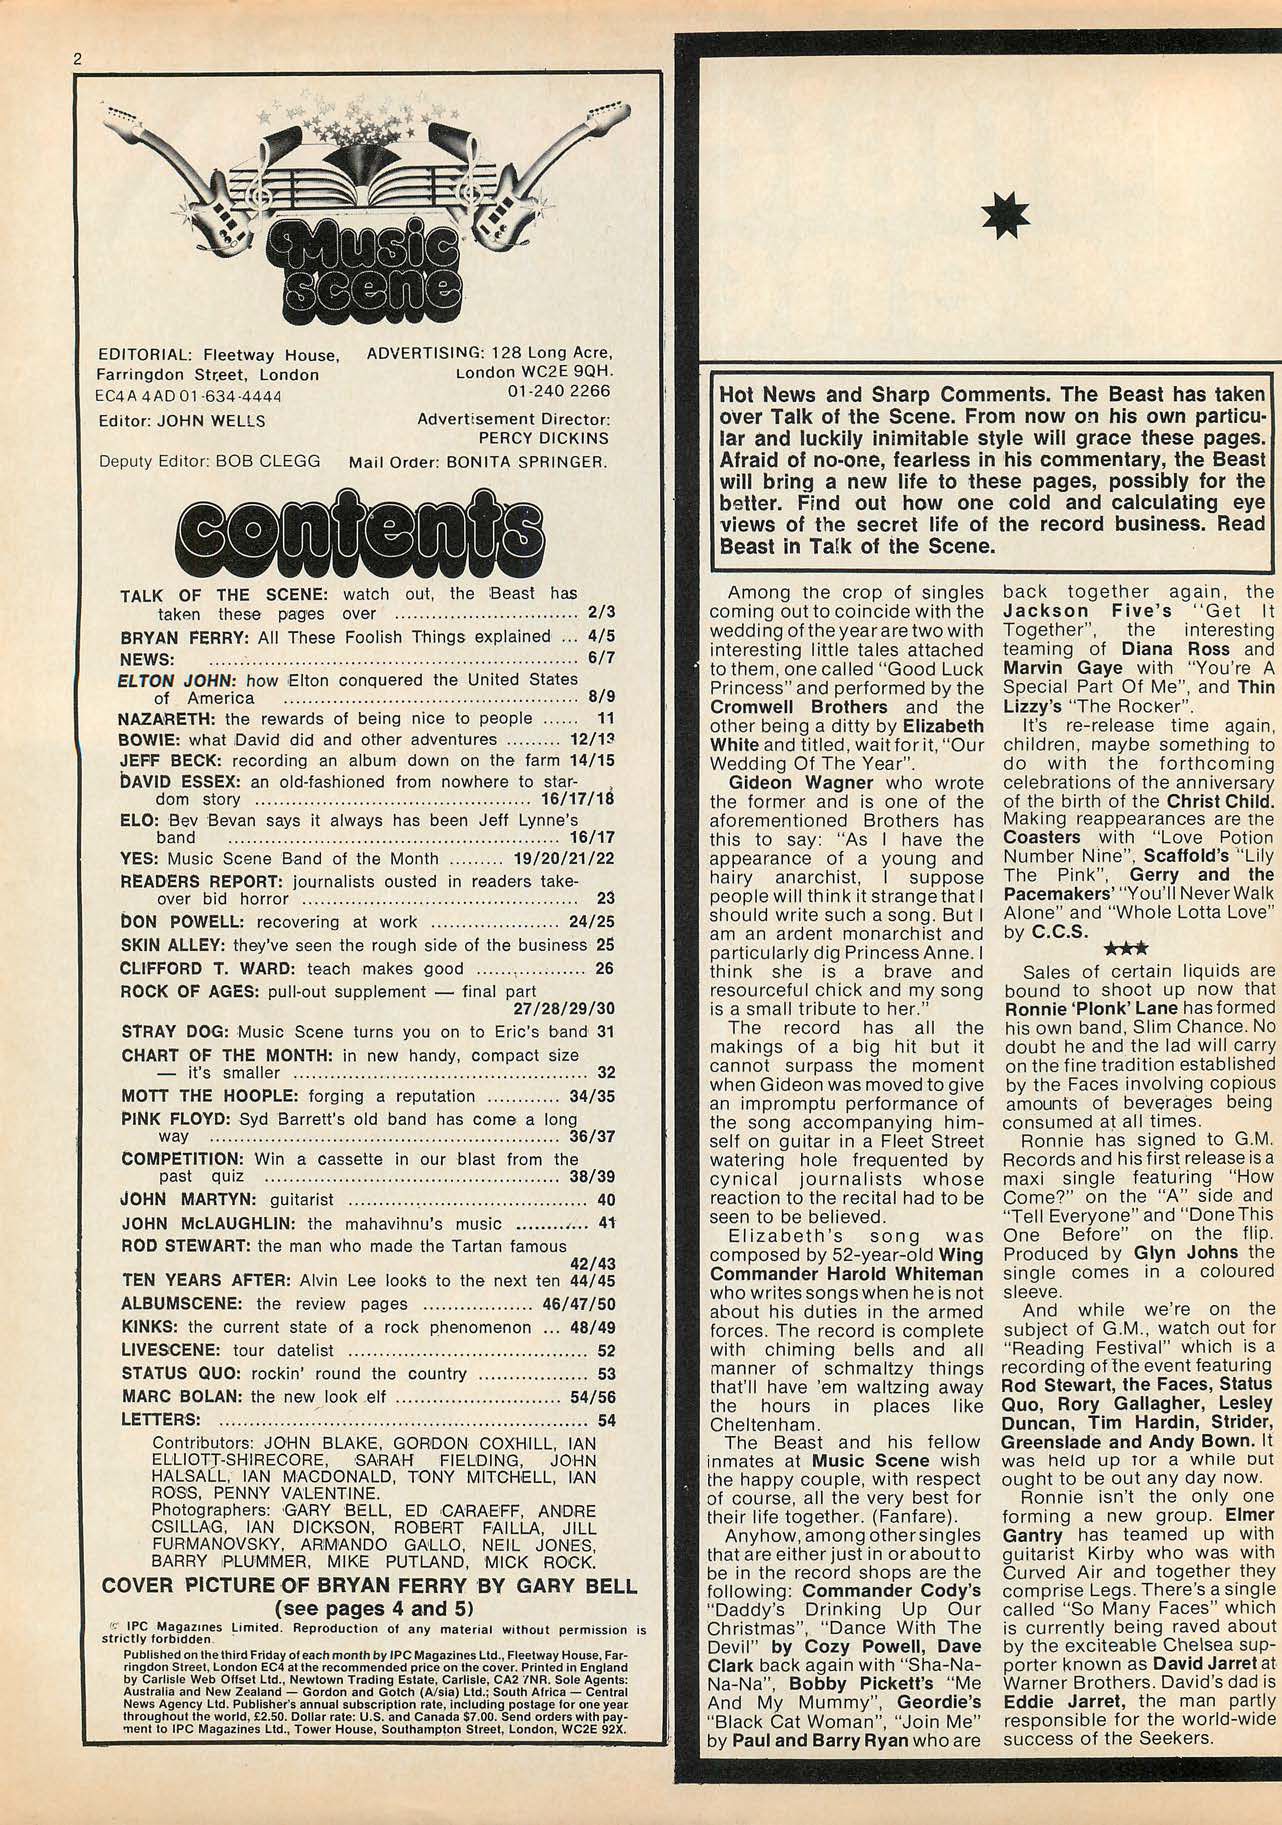 2
Music
scene
EDITORIAL: Fleetway House,
Farringdon Street, London
EC4A 4AD 01-634-4444
Editor: JOHN WELLS
Deputy Editor: BOB CLEGG
ADVERTISING: 128 Long Acre,
London WC2E 9QH.
01-240 2266
Advertisement Director:
PERCY DICKINS
Mail Order: BONITA SPRINGER.
contents
TALK OF THE SCENE: watch out, the Beast has
taken these pages over .............................. 2/3
BRYAN FERRY: All These Foolish Things explained ... 4/5
NEWS: .................................................... 6/7
ELTON JOHN: how Elton conquered the United States
of America .......................................... 8/9
NAZARETH: the rewards of being nice to people ...... 11
BOWIE: what David did and other adventures ......... 12/13
JEFF BECK: recording an album down on the farm 14/15
DAVID ESSEX: an old-fashioned from nowhere to star-
dom story ....................................... 16/17/18
ELO: Bev Bevan says it always has been Jeff Lynne's
band ................................................ 16/17
YES: Music Scene Band of the Month ......... 19/20/21/22
READERS REPORT: journalists ousted in readers take-
over bid horror ....................................... 23
DON POWELL: recovering at work ..................... 24/25
SKIN ALLEY: they've seen the rough side of the business 25
CLIFFORD T. WARD: teach makes good ................ 26
ROCK OF AGES: pull-out supplement — final part
27/28/29/30
STRAY DOG: Music Scene turns you on to Eric's band 31
CHART OF THE MONTH: in new handy, compact size
— it's smaller .......................................... 32
MOTT THE HOOPLE: forging a reputation ............ 34/35
PINK FLOYD: Syd Barrett's old band has come a long
way .................................................. 36/37
COMPETITION: Win a cassette in our blast from the
past quiz .......................................... 38/39
JOHN MARTYN: guitarist .................................. 40
JOHN McLAUGHLIN: the mahavihnu's music ........... 41
ROD STEWART: the man who made the Tartan famous
42/43
TEN YEARS AFTER: Alvin Lee looks to the next ten 44/45
ALBUMSCENE: the review pages ................. 46/47/50
KINKS: the current state of a rock phenomenon ... 48/49
LIVESCENE: tour datelist .................................. 52
STATUS QUO: rockin' round the country ................. 53
MARC BOLAN: the new look elf ........................ 54/56
LETTERS: ................................................... 54
Contributors: JOHN BLAKE, GORDON COXHILL, IAN
ELLIOTT-SHIRECORE, SARAH FIELDING, JOHN
HALSALL, IAN MACDONALD, TONY MITCHELL, IAN
ROSS, PENNY VALENTINE.
Photographers: GARY BELL, ED CARAEFF, ANDRE
CSILLAG, IAN DICKSON, ROBERT FAILLA, JILL
FURMANOVSKY, ARMANDO GALLO, NEIL JONES,
BARRY PLUMMER, MIKE PUTLAND, MICK ROCK.
COVER PICTURE OF BRYAN FERRY BY GARY BELL
(see pages 4 and 5)
© IPC Magazines Limited. Reproduction of any material without permission is
strictly forbidden.
Published on the third Friday of each month by IPC Magazines Ltd., Fleetway House, Far-
ringdon Street, London EC4 at the recommended price on the cover. Printed in England
by Carlisle Web Offset Ltd., Newtown Trading Estate, Carlisle, CA2 7NR. Sole Agents:
Australia and New Zealand — Gordon and Gotch (A/sia) Ltd.; South Africa — Central
News Agency Ltd. Publisher's annual subscription rate, including postage for one year
throughout the world, £2.50. Dollar rate: U.S. and Canada $7.00. Send orders with pay-
ment to IPC Magazines Ltd., Tower House, Southampton Street, London, WC2E 92X.
Hot News and Sharp Comments. The Beast has taken
over Talk of the Scene. From now on his own particu-
lar and luckily inimitable style will grace these pages.
Afraid of no-one, fearless in his commentary, the Beast
will bring a new life to these pages, possibly for the
better. Find out how one cold and calculating eye
views of the secret life of the record business. Read
Beast in Talk of the Scene.
Among the crop of singles
coming out to coincide with the
wedding of the year are two with
interesting little tales attached
to them, one called "Good Luck
Princess" and performed by the
Cromwell Brothers and the
other being a ditty by Elizabeth
White and titled, wait for it, "Our
Wedding Of The Year".
Gideon Wagner who wrote
the former and is one of the
aforementioned Brothers has
this to say: "As I have the
appearance of a young and
hairy anarchist, I suppose
people will think it strange that I
should write such a song. But I
am an ardent monarchist and
particularly dig Princess Anne. I
think she is a brave and
resourceful chick and my song
is a small tribute to her."
The record has all the
makings of a big hit but it
cannot surpass the moment
when Gideon was moved to give
an impromptu performance of
the song accompanying him-
self on guitar in a Fleet Street
watering hole frequented by
cynical journalists whose
reaction to the recital had to be
seen to be believed.
Elizabeth's song was
composed by 52-year-old Wing
Commander Harold Whiteman
who writes songs when he is not
about his duties in the armed
forces. The record is complete
with chiming bells and all
manner of schmaltzy things
that'll have 'em waltzing away
the hours in places like
Cheltenham.
The Beast and his fellow
inmates at Music Scene wish
the happy couple, with respect
of course, all the very best for
their life together. (Fanfare).
Anyhow, among other singles
that are either just in or about to
be in the record shops are the
following: Commander Cody's
"Daddy's Drinking Up Our
Christmas", "Dance With The
Devil" by Cozy Powell, Dave
Clark back again with "Sha-Na-
Na-Na", Bobby Pickett's "Me
And My Mummy", Geordie's
"Black Cat Woman", "Join Me"
by Paul and Barry Ryan who are
back together again, the
Jackson Five's "Get It
Together", the interesting
teaming of Diana Ross and
Marvin Gaye with "You're A
Special Part Of Me", and Thin
Lizzy's "The Rocker".
It's re-release time again,
children, maybe something to
do with the forthcoming
celebrations of the anniversary
of the birth of the Christ Child.
Making reappearances are the
Coasters with "Love Potion
Number Nine", Scaffold's "Lily
The Pink", Gerry and the
Pacemakers' "You'll Never Walk
Alone" and "Whole Lotta Love"
by C.C.S.
★★★
Sales of certain liquids are
bound to shoot up now that
Ronnie 'Plonk' Lane has formed
his own band, Slim Chance. No
doubt he and the lad will carry
on the fine tradition established
by the Faces involving copious
amounts of beverages being
consumed at all times.
Ronnie has signed to G.M.
Records and his first release is a
maxi single featuring "How
Come?" on the "A" side and
"Tell Everyone" and "Done This
One Before" on the flip.
Produced by Glyn Johns the
single comes in a coloured
sleeve.
And while we're on the
subject of G.M., watch out for
"Reading Festival" which is a
recording of the event featuring
Rod Stewart, the Faces, Status
Quo, Rory Gallagher, Lesley
Duncan, Tim Hardin, Strider,
Greenslade and Andy Bown. It
was held up for a while but
ought to be out any day now.
Ronnie isn't the only one
forming a new group. Elmer
Gantry has teamed up with
guitarist Kirby who was with
Curved Air and together they
comprise Legs. There's a single
called "So Many Faces" which
is currently being raved about
by the exciteable Chelsea sup-
porter known as David Jarret at
Warner Brothers. David's dad is
Eddie Jarret, the man partly
responsible for the world-wide
success of the Seekers.